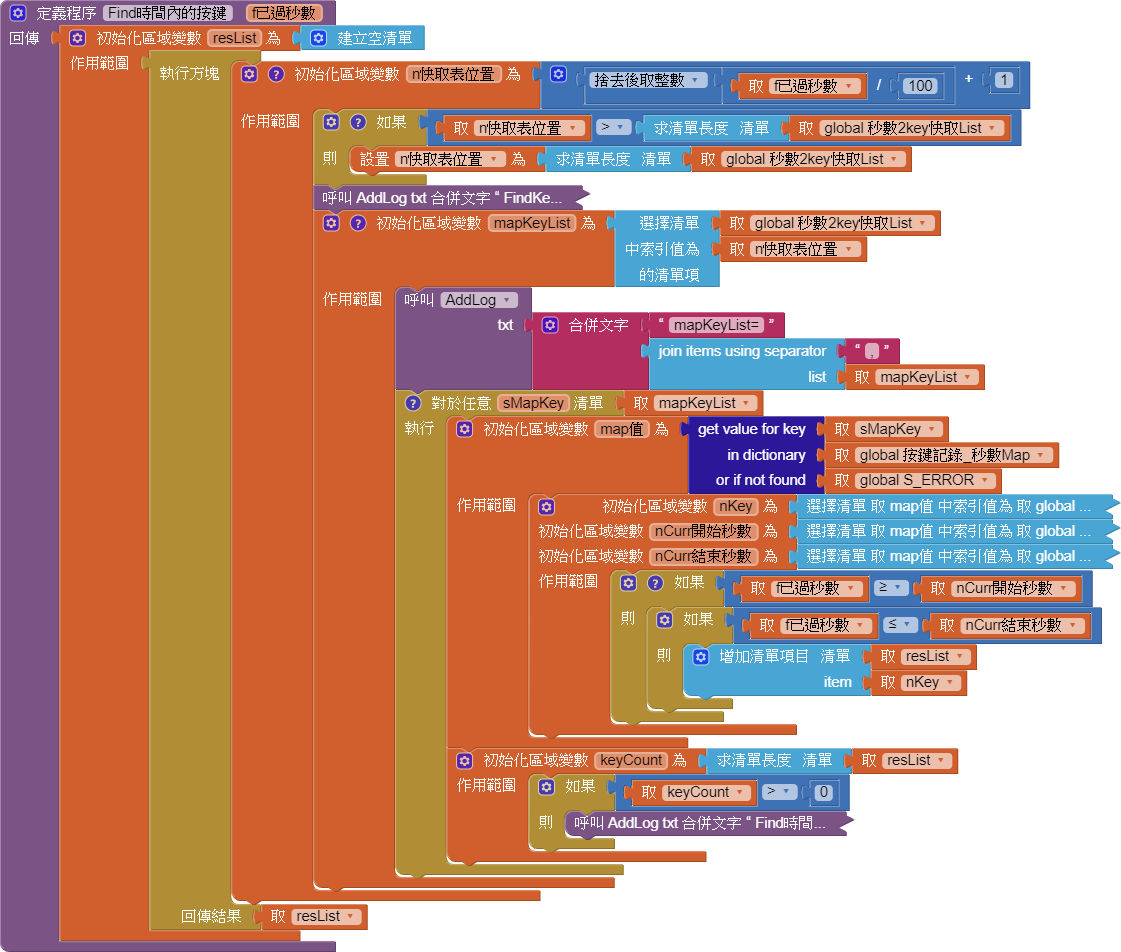 定義程序 Find時間內的按鍵 f已過秒數
回傳 初始化區域變數 resList 為 建立空清單
作用範圍 執行方塊 初始化區域變數 n快取表位置 為 捨去後取整數 取 f已過秒數 / 100 + 1
作用範圍 如果 取 n快取表位置 > 求清單長度 清單 取 global 秒數2key快取List
則 設置 n快取表位置 為 求清單長度 清單 取 global 秒數2key快取List
呼叫 AddLog txt 合併文字 “ FindKe...
初始化區域變數 mapKeyList 為 選擇清單 取 global 秒數2key快取List
中索引值為 取 n快取表位置
的清單項
作用範圍 呼叫 AddLog
txt 合併文字 “ mapKeyList= ”
join items using separator “ , ”
list 取 mapKeyList
對於任意 sMapKey 清單 取 mapKeyList
執行 初始化區域變數 map值 為 get value for key 取 sMapKey
in dictionary 取 global 按鍵記錄_秒數Map
or if not found 取 global S_ERROR
作用範圍 初始化區域變數 nKey 為 選擇清單 取 map值 中索引值為 取 global ...
初始化區域變數 nCurr開始秒數 為 選擇清單 取 map值 中索引值為 取 global ...
初始化區域變數 nCurr結束秒數 為 選擇清單 取 map值 中索引值為 取 global ...
作用範圍 如果 取 f已過秒數 ≥ 取 nCurr開始秒數
則 如果 取 f已過秒數 ≤ 取 nCurr結束秒數
則 增加清單項目 清單 取 resList
item 取 nKey
初始化區域變數 keyCount 為 求清單長度 清單 取 resList
作用範圍 如果 取 keyCount > 0
則 呼叫 AddLog txt 合併文字 “ Find時間...
回傳結果 取 resList